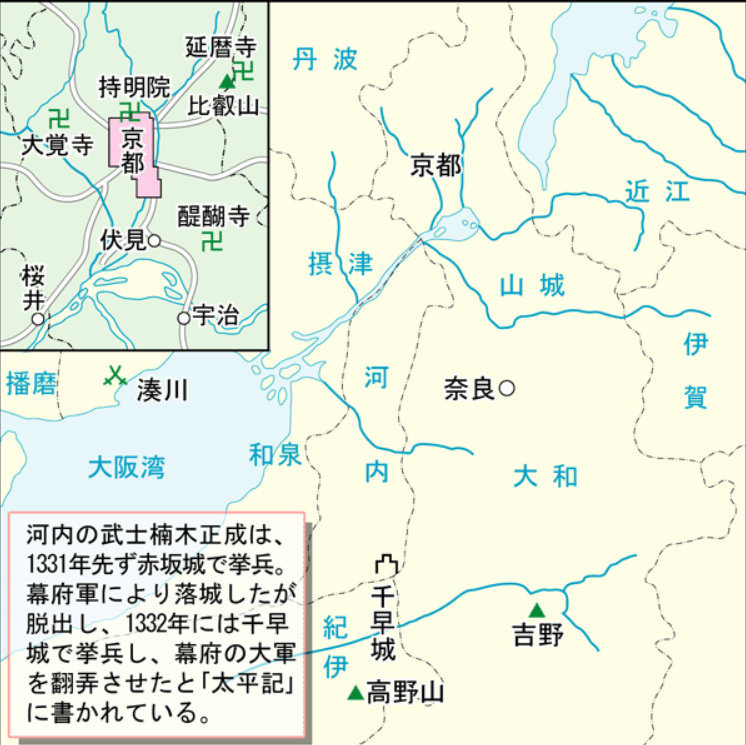 延暦寺
持明院
比叡山
大覚寺
京都
醍醐寺
伏見
桜井
宇治
丹波
京都
近江
摂津
山城
伊賀
播磨
湊川
河内
奈良
大阪湾
和泉
大和
千早城
紀伊
吉野
高野山
河内の武士楠木正成は、
1331年先ず赤坂城で挙兵。
幕府軍により落城したが
脱出し、1332年には千早
城で挙兵し、幕府の大軍
を翻弄させたと「太平記」
に書かれている。